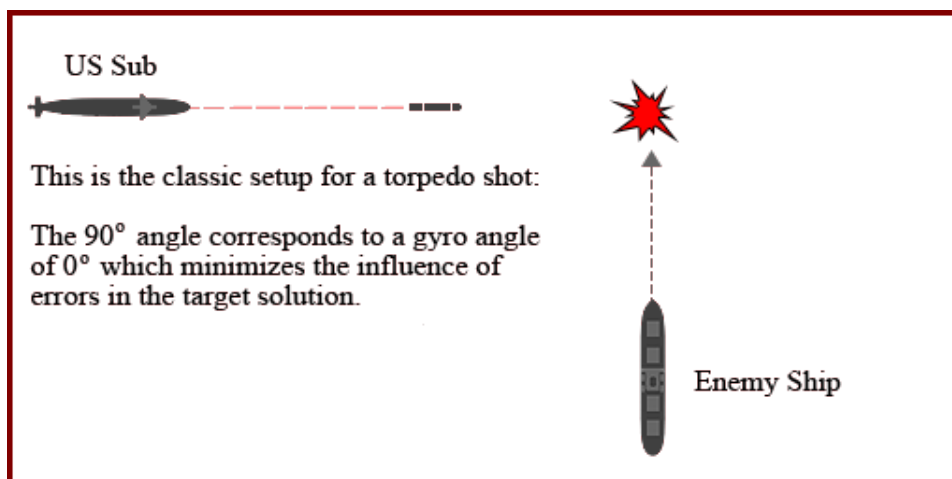 US Sub
This is the classic setup for a torpedo shot:
The 90° angle corresponds to a gyro angle
of 0° which minimizes the influence of
errors in the target solution.
Enemy Ship